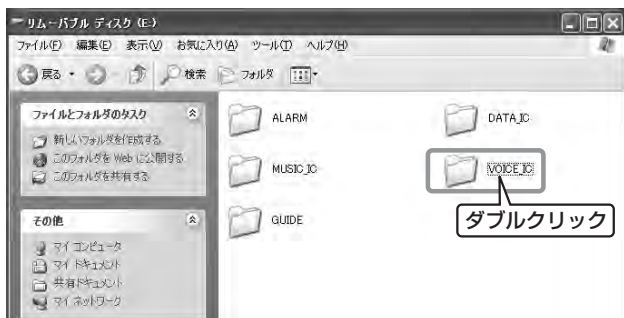 リムーバブル ディスク (E:)
ファイル(F) 編集(E) 表示(V) お気に入り(A) ツール(T) ヘルプ(H)
戻る 検索 フォルダ
ファイルとフォルダのタスク
新しいフォルダを作成する
このフォルダを Web に公開する
このフォルダを共有する
その他
マイ コンピュータ
マイ ドキュメント
共有ドキュメント
マイ ネットワーク
ALARM
DATA_IC
MUSIC_IC
VOICE_IC
GUIDE
ダブルクリック